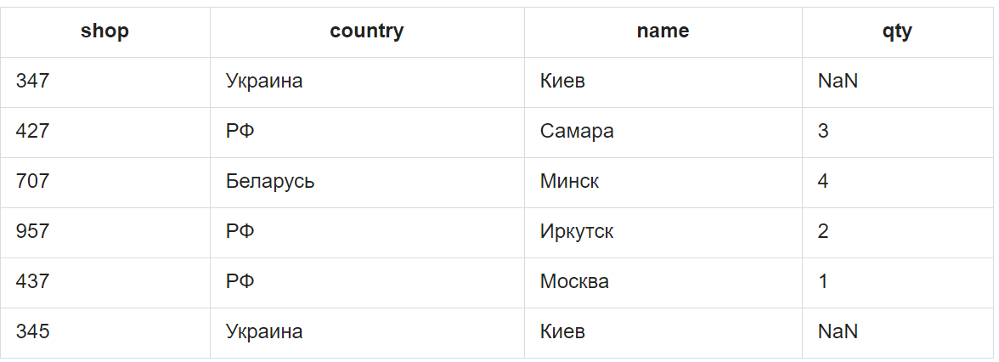 shop country name qty
347 Украина Киев NaN
427 РФ Самара 3
707 Беларусь Минск 4
957 РФ Иркутск 2
437 РФ Москва 1
345 Украина Киев NaN